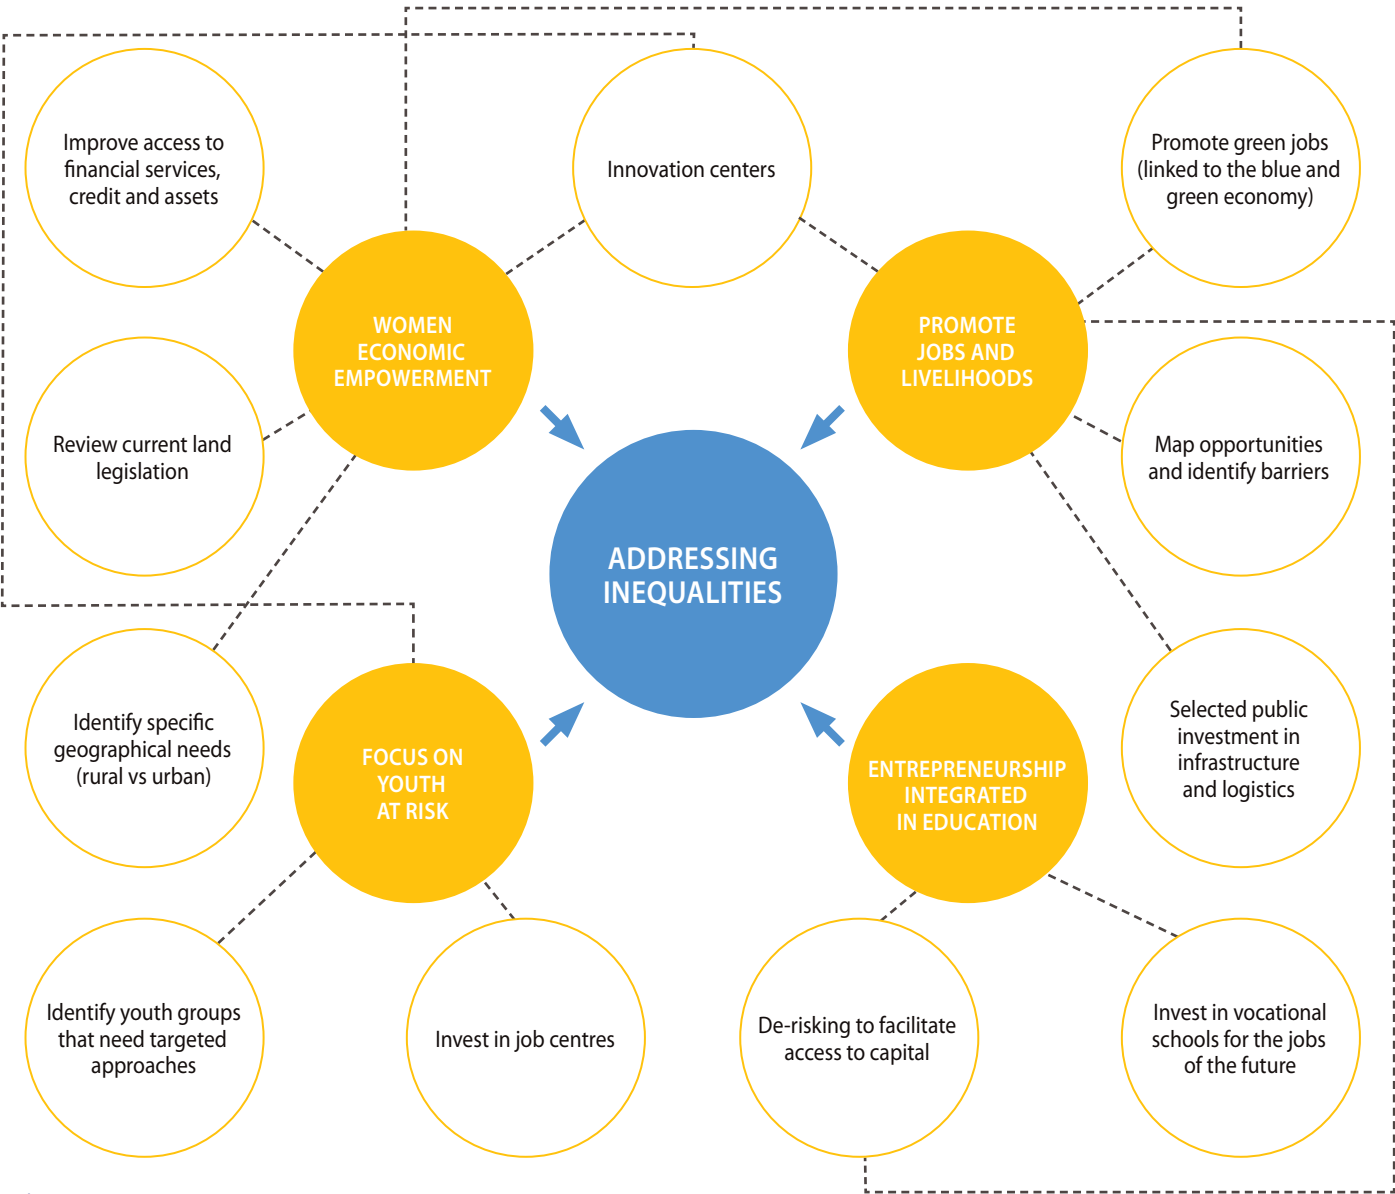 Improve access to
financial services,
credit and assets
Innovation centers
Promote green jobs
(linked to the blue and
green economy)
WOMEN
ECONOMIC
EMPOWERMENT
PROMOTE
JOBS AND
LIVELIHOODS
Review current land
legislation
Map opportunities
and identify barriers
ADDRESSING
INEQUALITIES
Identify specific
geographical needs
(rural vs urban)
FOCUS ON
YOUTH
AT RISK
ENTREPRENEURSHIP
INTEGRATED
IN EDUCATION
Selected public
investment in
infrastructure
and logistics
Identify youth groups
that need targeted
approaches
Invest in job centres
De-risking to facilitate
access to capital
Invest in vocational
schools for the jobs
of the future